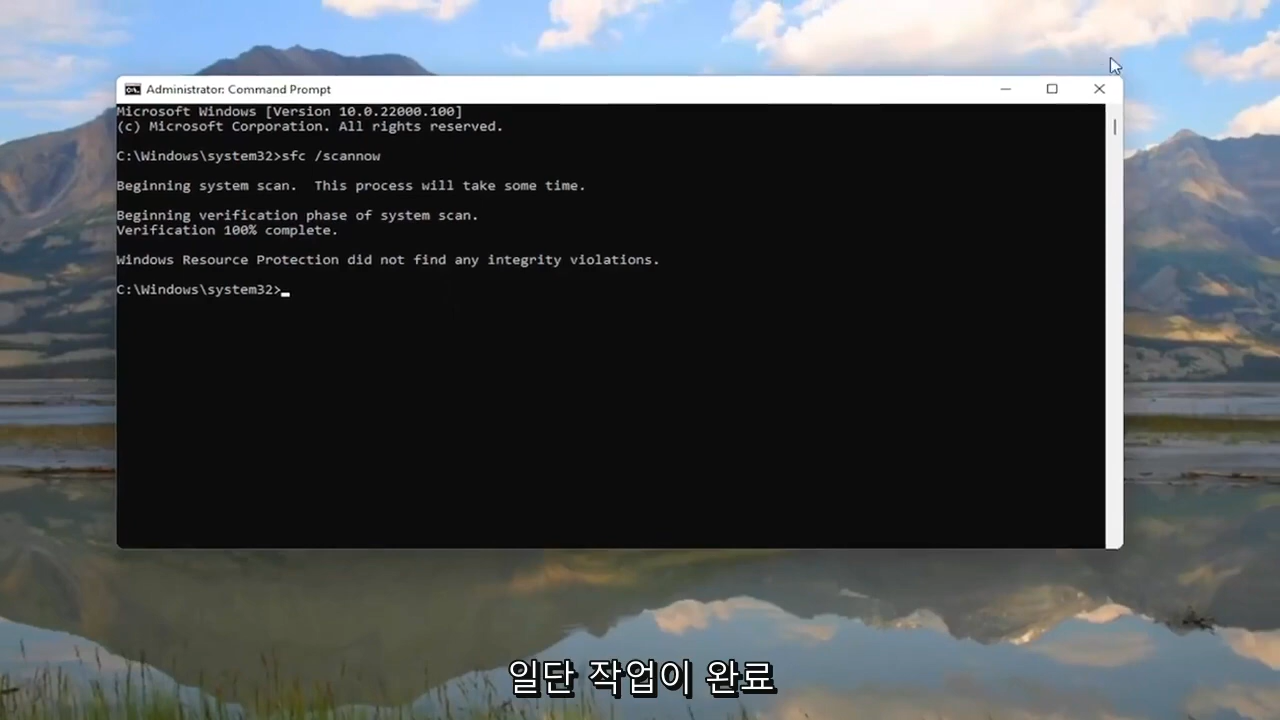 Administrator: Command Prompt
Microsoft Windows [Version 10.0.22000.100]
(c) Microsoft Corporation. All rights reserved.
C:\Windows\system32>sfc /scannow
Beginning system scan.  This process will take some time.
Beginning verification phase of system scan.
Verification 100% complete.
Windows Resource Protection did not find any integrity violations.
C:\Windows\system32>
일단 작업이 완료